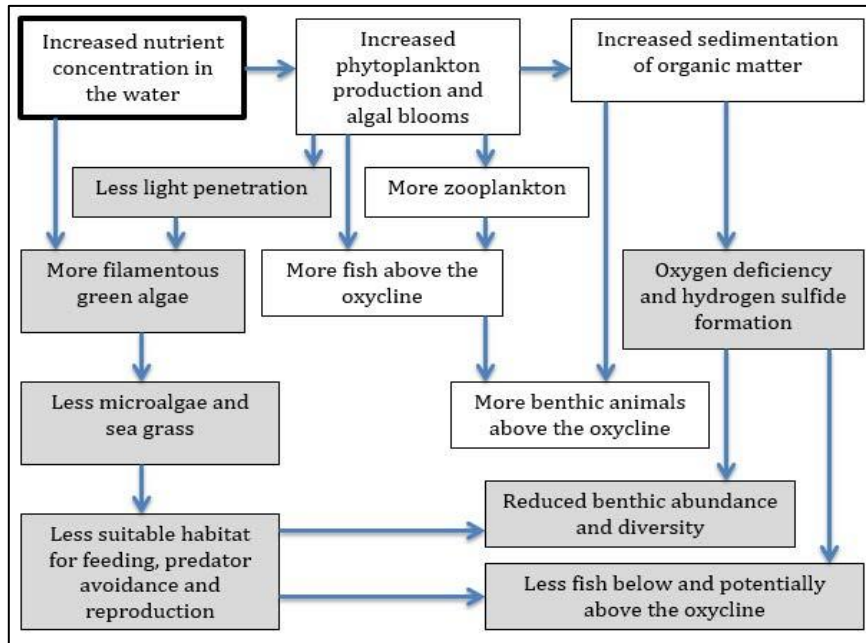 Increased nutrient
concentration in
the water
Increased
phytoplankton
production and
algal blooms
Increased sedimentation
of organic matter
Less light penetration
More zooplankton
More filamentous
green algae
More fish above the
oxycline
Oxygen deficiency
and hydrogen sulfide
formation
Less microalgae and
sea grass
More benthic animals
above the oxycline
Less suitable habitat
for feeding, predator
avoidance and
reproduction
Reduced benthic abundance
and diversity
Less fish below and potentially
above the oxycline